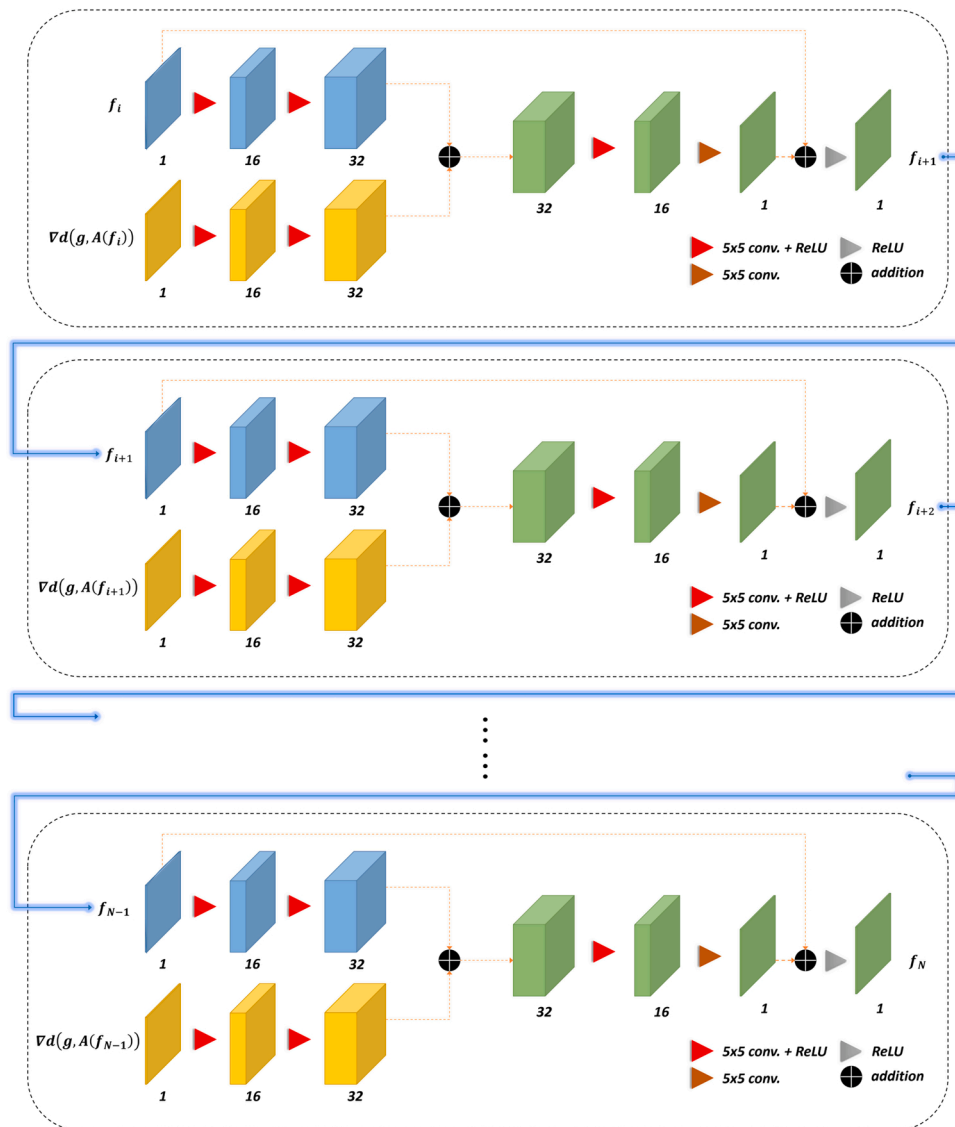 f_i
1 16 32
∇d(g, A(f_i))
1 16 32
32 16 1 1
f_{i+1}
5x5 conv. + ReLU ReLU
5x5 conv. addition
f_{i+1}
1 16 32
∇d(g, A(f_{i+1}))
1 16 32
32 16 1 1
f_{i+2}
5x5 conv. + ReLU ReLU
5x5 conv. addition
f_{N−1}
1 16 32
∇d(g, A(f_{N−1}))
1 16 32
32 16 1 1
f_N
5x5 conv. + ReLU ReLU
5x5 conv. addition